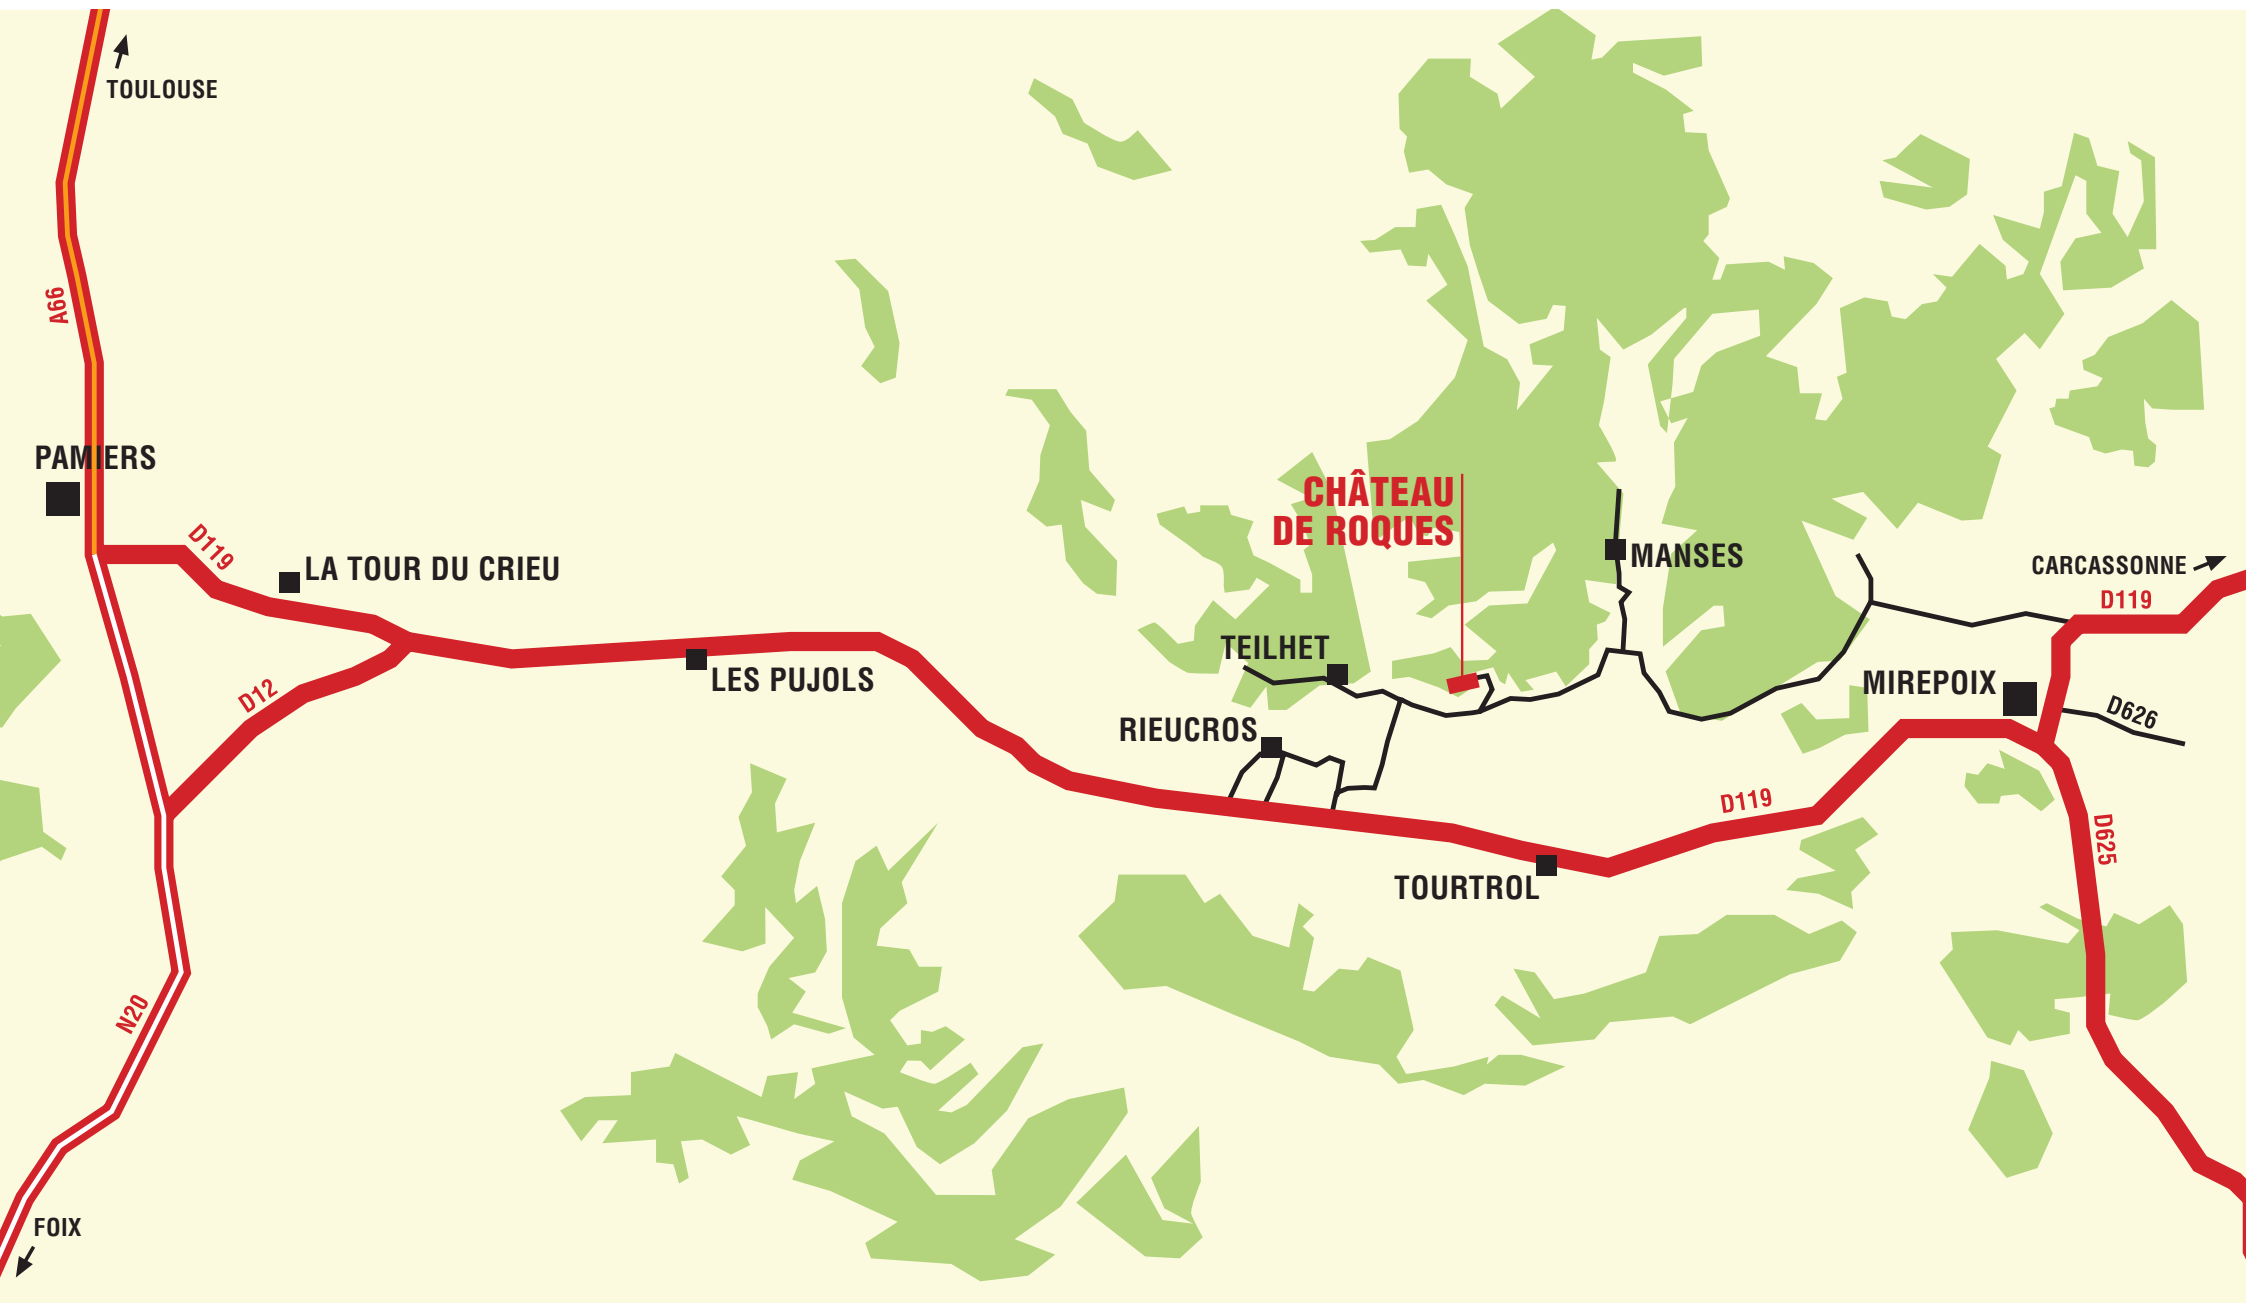 TOULOUSE
A66
PAMIERS
D119
LA TOUR DU CRIEU
D12
LES PUJOLS
N20
FOIX
CHÂTEAU
DE ROQUES
MANSES
TEILHET
RIEUCROS
TOURTROL
CARCASSONNE
D119
MIREPOIX
D626
D119
D625